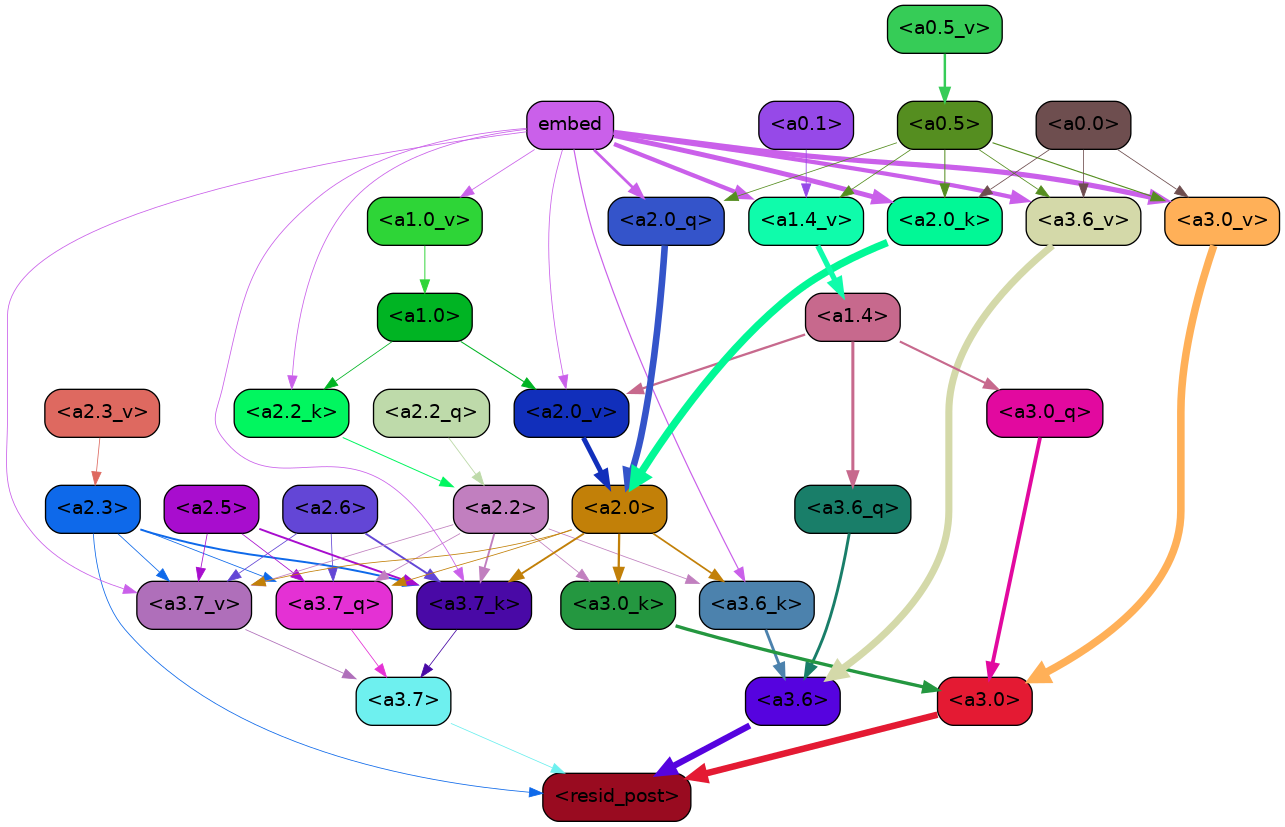 <a0.5_v>
embed
<a0.1>
<a0.5>
<a0.0>
<a1.0_v>
<a2.0_q>
<a1.4_v>
<a2.0_k>
<a3.6_v>
<a3.0_v>
<a1.0>
<a1.4>
<a2.3_v>
<a2.2_k>
<a2.2_q>
<a2.0_v>
<a3.0_q>
<a2.3>
<a2.5>
<a2.6>
<a2.2>
<a2.0>
<a3.6_q>
<a3.7_v>
<a3.7_q>
<a3.7_k>
<a3.0_k>
<a3.6_k>
<a3.7>
<a3.6>
<a3.0>
<resid_post>